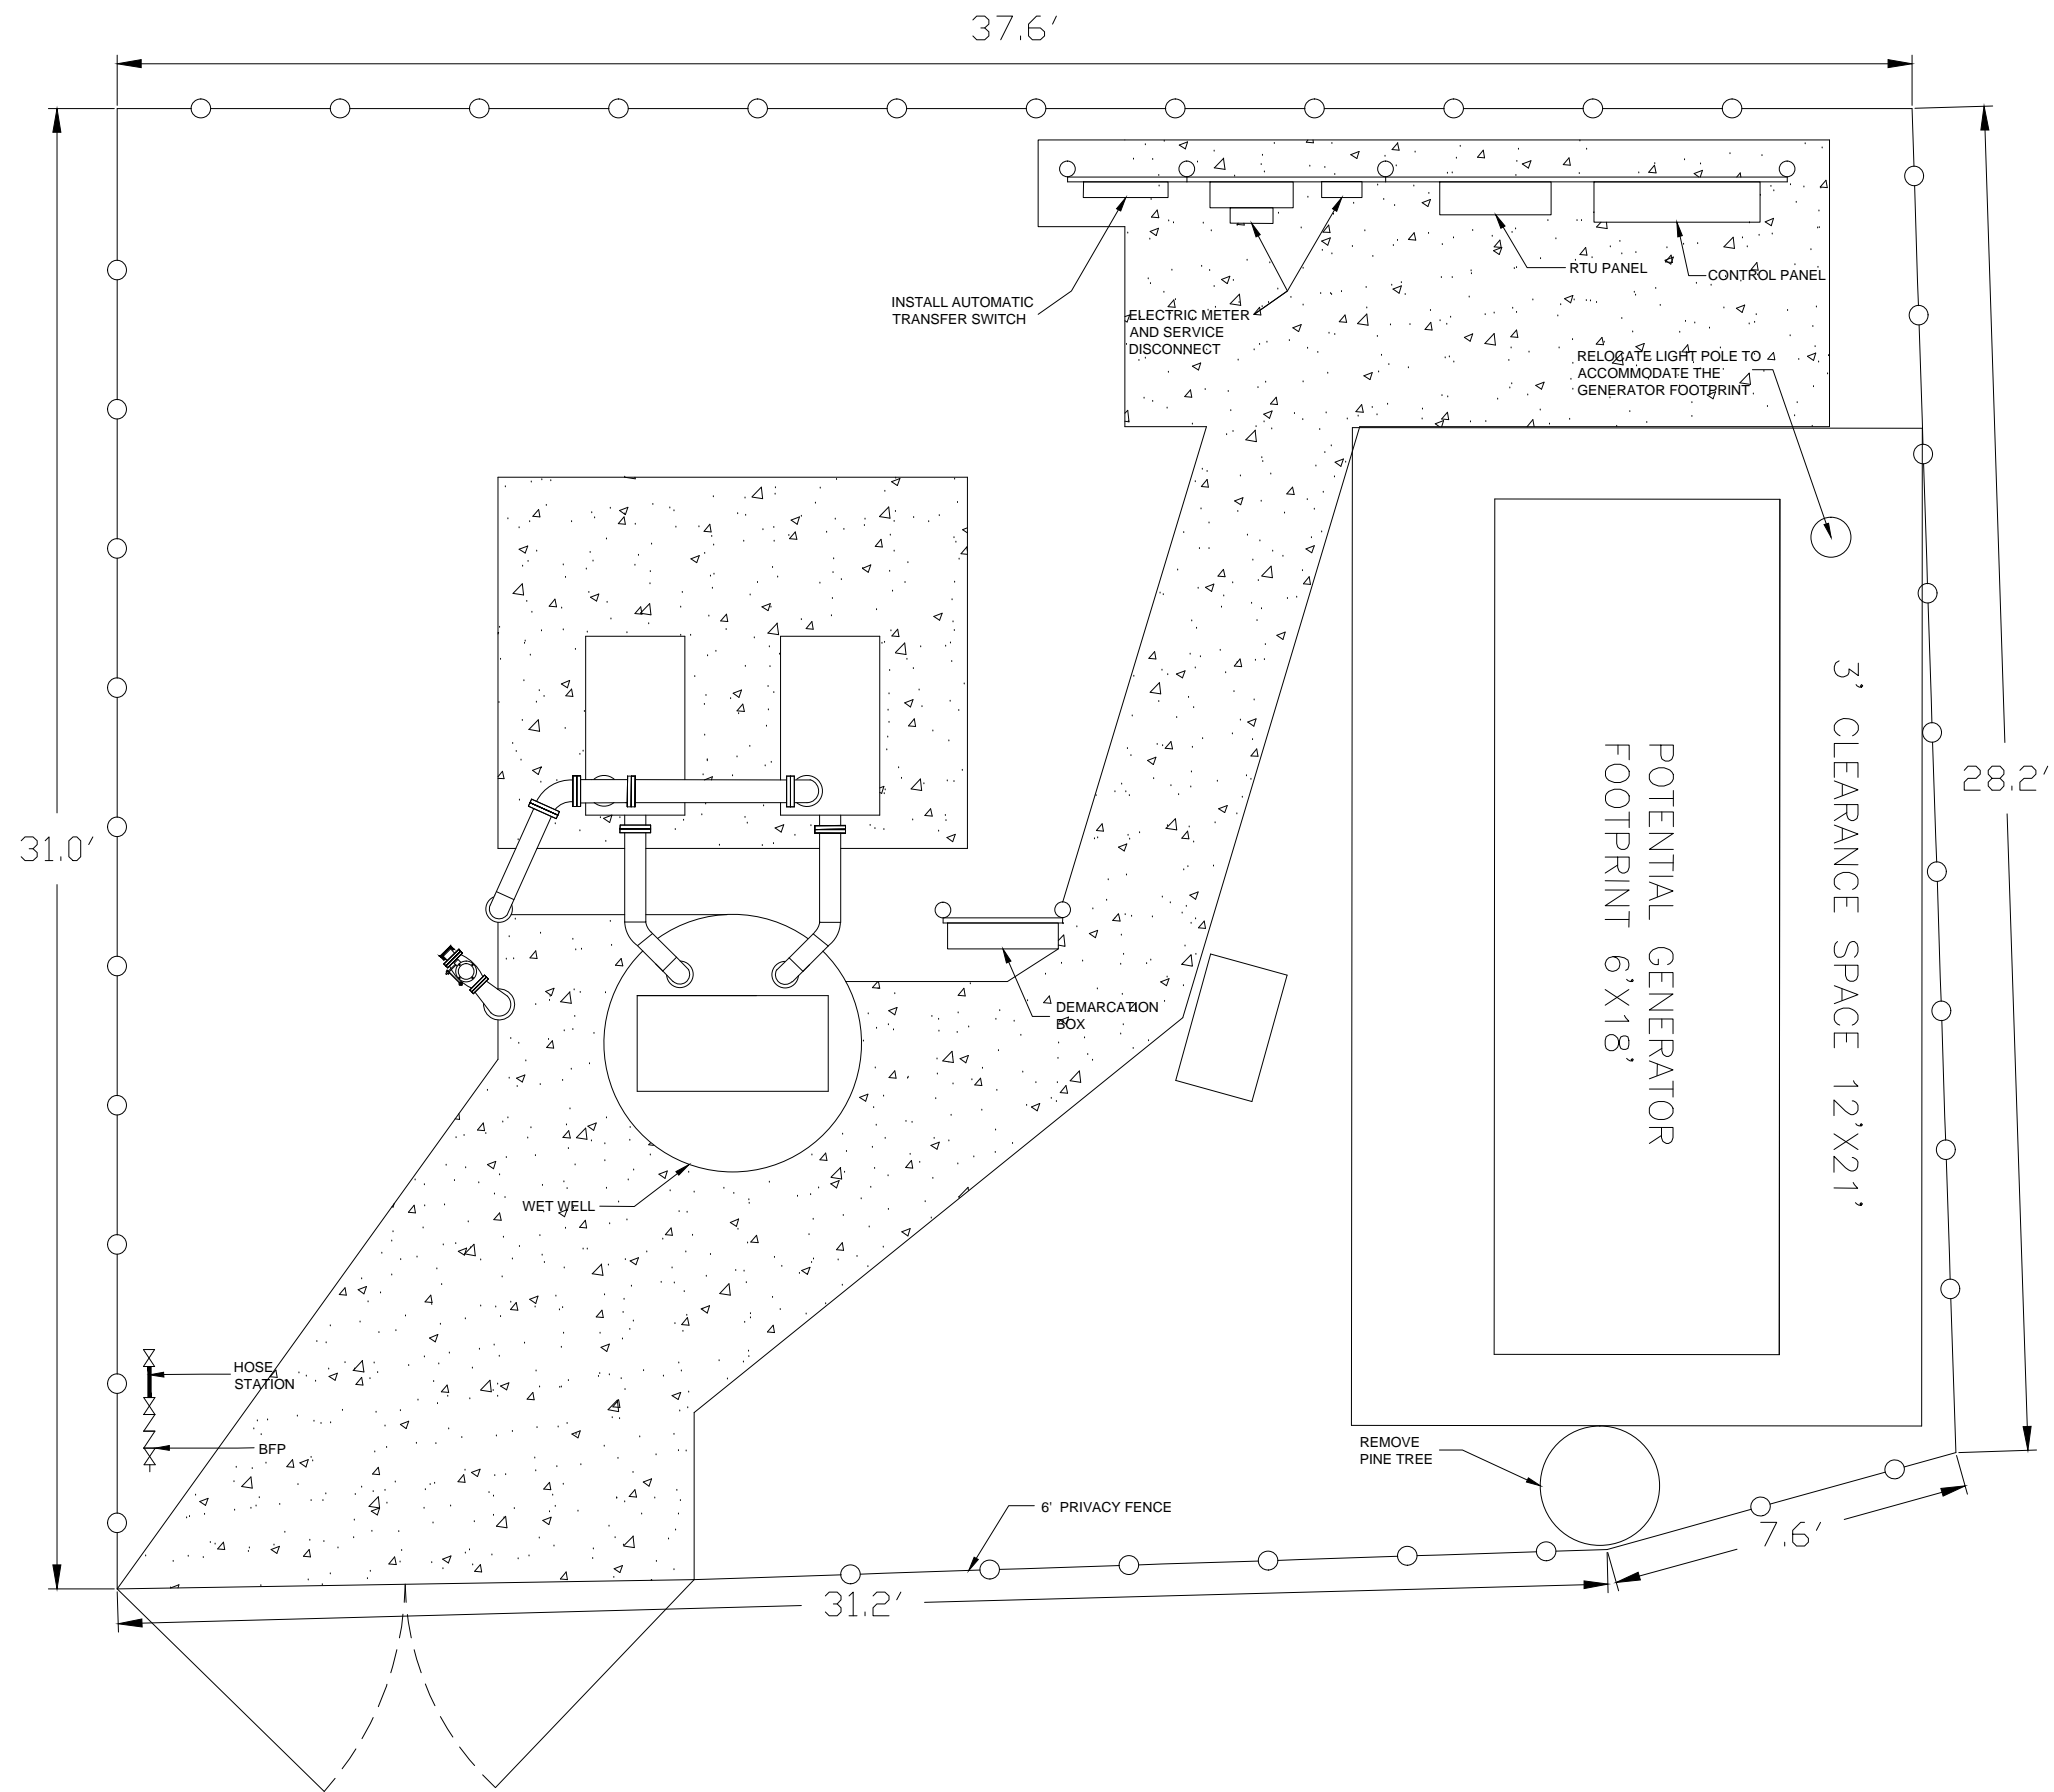 37.6'
INSTALL AUTOMATIC
TRANSFER SWITCH
ELECTRIC METER
AND SERVICE
DISCONNECT
RTU PANEL
CONTROL PANEL
RELOCATE LIGHT POLE TO
ACCOMMODATE THE
GENERATOR FOOTPRINT
31.0'
28.2'
3' CLEARANCE SPACE 12'X21'
POTENTIAL GENERATOR
FOOTPRINT 6'X18'
DEMARCATION
BOX
WET WELL
HOSE
STATION
BFP
REMOVE
PINE TREE
6' PRIVACY FENCE
7.6'
31.2'